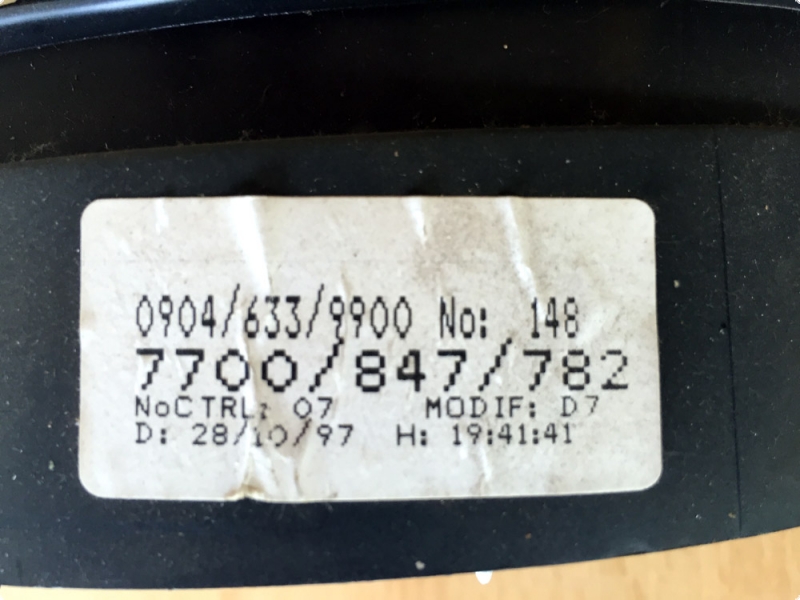 0904/633/9900 No: 148
7700/847/782
NoCTRL: 07 MODIF: D7
D: 28/10/97 H: 19:41:41